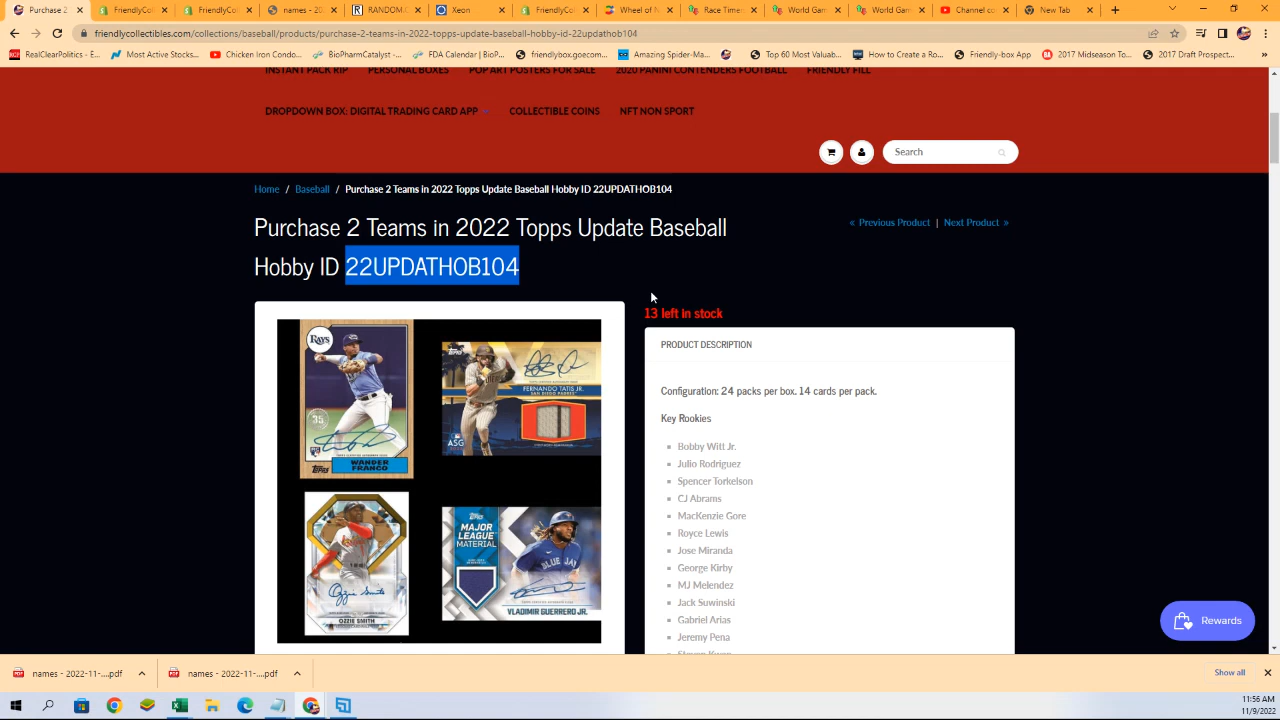 Purchase 2
FriendlyColl
FriendlyColl
names - 20
RANDOM.
Xeon
FriendlyColl
Wheel of N
Race Times
World Gam
World Gam
Channel co
New Tab
friendlycollectibles.com/collections/baseball/products/purchase-2-teams-in-2022-topps-update-baseball-hobby-id-22updathob104
RealClearPolitics - E...
Most Active Stocks...
Chicken Iron Condo...
BioPharmCatalyst -...
FDA Calendar | BioP...
friendlybox.goecom...
Amazing Spider-Ma...
Top 60 Most Valuab...
How to Create a Ro...
Friendly-box App
2017 Midseason To...
2017 Draft Prospect...
INSTANT PACK RIP PERSONAL BOXES POP ART POSTERS FOR SALE 2020 PANINI CONTENDERS FOOTBALL FRIENDLY FILL
DROPDOWN BOX: DIGITAL TRADING CARD APP COLLECTIBLE COINS NFT NON SPORT
Search
Home / Baseball / Purchase 2 Teams in 2022 Topps Update Baseball Hobby ID 22UPDATHOB104
Purchase 2 Teams in 2022 Topps Update Baseball
Hobby ID 22UPDATHOB104
« Previous Product | Next Product »
13 left in stock
PRODUCT DESCRIPTION
Configuration: 24 packs per box. 14 cards per pack.
Key Rookies
Bobby Witt Jr.
Julio Rodriguez
Spencer Torkelson
CJ Abrams
MacKenzie Gore
Royce Lewis
Jose Miranda
George Kirby
MJ Melendez
Jack Suwinski
Gabriel Arias
Jeremy Pena
Steven Kwan
Rays
35
Topps
WANDER
FRANCO
Topps
FERNANDO TATIS JR.
SAN DIEGO PADRES
ASG
OZZIE SMITH
Topps
MAJOR
LEAGUE
MATERIAL
VLADIMIR GUERRERO JR.
Rewards
names - 2022-11-....pdf
names - 2022-11-....pdf
Show all
11:56 AM
11/9/2022